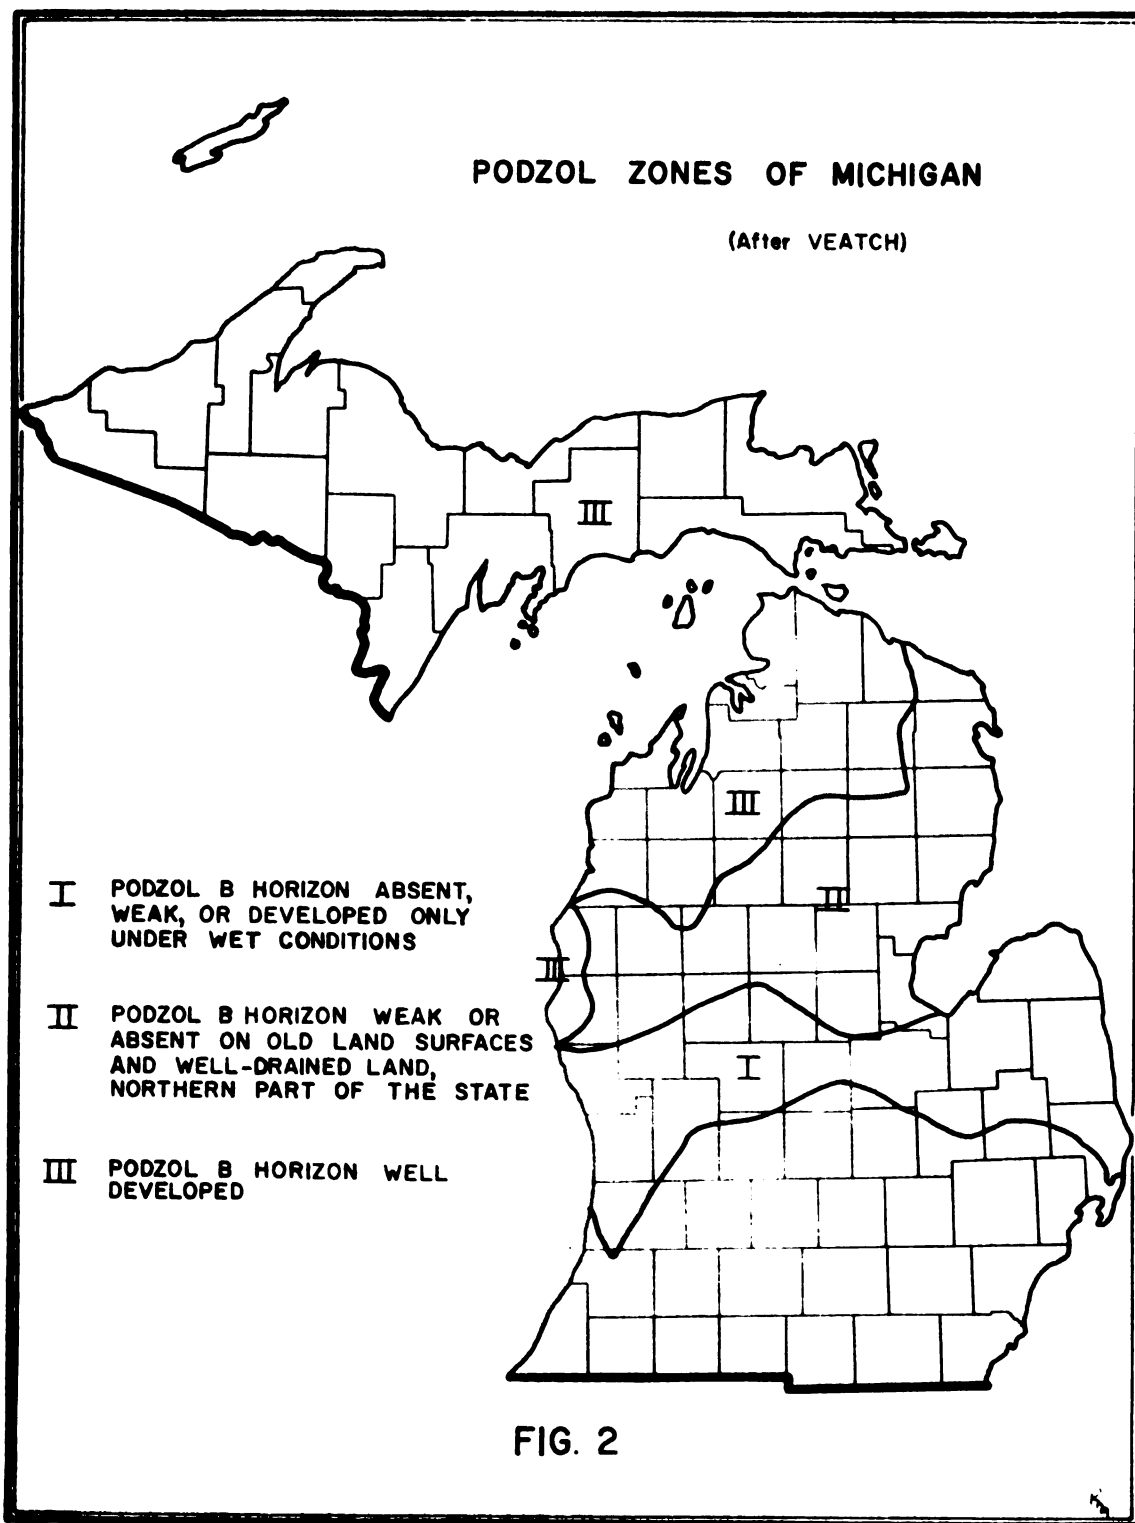 PODZOL ZONES OF MICHIGAN
(After VEATCH)
III
III
II
III
I
I PODZOL B HORIZON ABSENT,
WEAK, OR DEVELOPED ONLY
UNDER WET CONDITIONS
II PODZOL B HORIZON WEAK OR
ABSENT ON OLD LAND SURFACES
AND WELL-DRAINED LAND,
NORTHERN PART OF THE STATE
III PODZOL B HORIZON WELL
DEVELOPED
FIG. 2